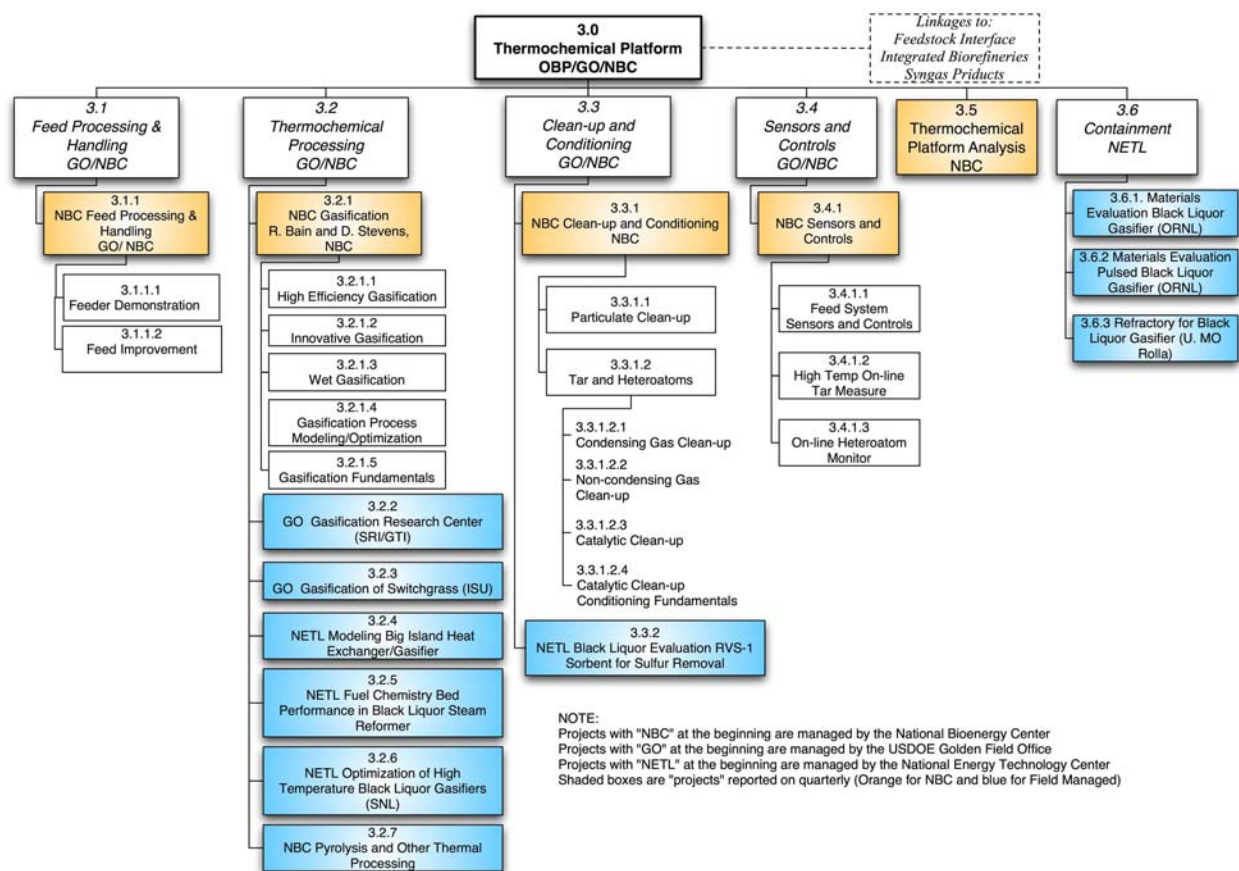 3.0
Thermochemical Platform
OBP/GO/NBC
Linkages to:
Feedstock Interface
Integrated Biorefineries
Syngas Priducts
3.1
Feed Processing &
Handling
GO/NBC
3.1.1
NBC Feed Processing &
Handling
GO/ NBC
3.1.1.1
Feeder Demonstration
3.1.1.2
Feed Improvement
3.2
Thermochemical
Processing
GO/NBC
3.2.1
NBC Gasification
R. Bain and D. Stevens,
NBC
3.2.1.1
High Efficiency Gasification
3.2.1.2
Innovative Gasification
3.2.1.3
Wet Gasification
3.2.1.4
Gasification Process
Modeling/Optimization
3.2.1.5
Gasification Fundamentals
3.2.2
GO Gasification Research Center
(SRI/GTI)
3.2.3
GO Gasification of Switchgrass (ISU)
3.2.4
NETL Modeling Big Island Heat
Exchanger/Gasifier
3.2.5
NETL Fuel Chemistry Bed
Performance in Black Liquor Steam
Reformer
3.2.6
NETL Optimization of High
Temperature Black Liquor Gasifiers
(SNL)
3.2.7
NBC Pyrolysis and Other Thermal
Processing
3.3
Clean-up and
Conditioning
GO/NBC
3.3.1
NBC Clean-up and Conditioning
NBC
3.3.1.1
Particulate Clean-up
3.3.1.2
Tar and Heteroatoms
3.3.1.2.1
Condensing Gas Clean-up
3.3.1.2.2
Non-condensing Gas
Clean-up
3.3.1.2.3
Catalytic Clean-up
3.3.1.2.4
Catalytic Clean-up
Conditioning Fundamentals
3.3.2
NETL Black Liquor Evaluation RVS-1
Sorbent for Sulfur Removal
3.4
Sensors and
Controls
GO/NBC
3.4.1
NBC Sensors and
Controls
3.4.1.1
Feed System
Sensors and Controls
3.4.1.2
High Temp On-line
Tar Measure
3.4.1.3
On-line Heteroatom
Monitor
3.5
Thermochemical
Platform Analysis
NBC
3.6
Containment
NETL
3.6.1. Materials
Evaluation Black Liquor
Gasifier (ORNL)
3.6.2 Materials Evaluation
Pulsed Black Liquor
Gasifier (ORNL)
3.6.3 Refractory for Black
Liquor Gasifier (U. MO
Rolla)
NOTE:
Projects with "NBC" at the beginning are managed by the National Bioenergy Center
Projects with "GO" at the beginning are managed by the USDOE Golden Field Office
Projects with "NETL" at the beginning are managed by the National Energy Technology Center
Shaded boxes are "projects" reported on quarterly (Orange for NBC and blue for Field Managed)